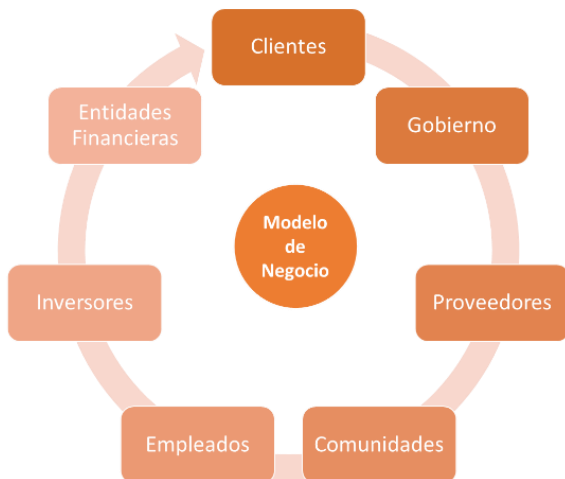 Clientes
Gobierno
Proveedores
Comunidades
Empleados
Inversores
Entidades
Financieras
Modelo
de
Negocio